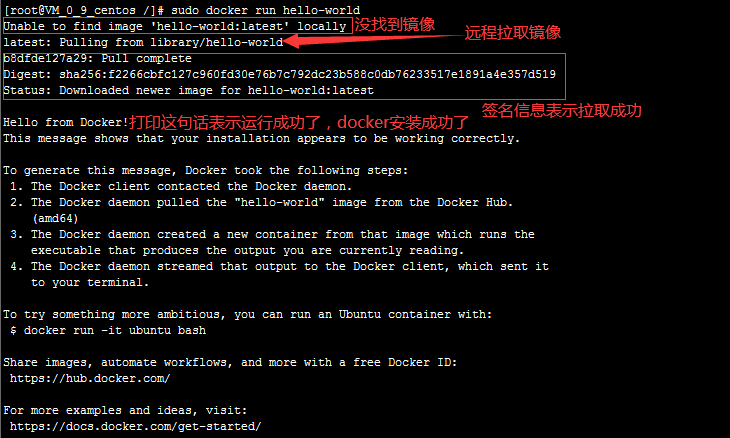 [root@VM_0_9_centos /]# sudo docker run hello-world
Unable to find image 'hello-world:latest' locally 没找到镜像
latest: Pulling from library/hello-world 远程拉取镜像
b8dfde127a29: Pull complete
Digest: sha256:f2266cbfc127c960fd30e76b7c792dc23b588c0db76233517e1891a4e357d519
Status: Downloaded newer image for hello-world:latest
签名信息表示拉取成功
Hello from Docker! 打印这句话表示运行成功了，docker安装成功了
This message shows that your installation appears to be working correctly.
To generate this message, Docker took the following steps:
1. The Docker client contacted the Docker daemon.
2. The Docker daemon pulled the "hello-world" image from the Docker Hub.
(amd64)
3. The Docker daemon created a new container from that image which runs the
executable that produces the output you are currently reading.
4. The Docker daemon streamed that output to the Docker client, which sent it
to your terminal.
To try something more ambitious, you can run an Ubuntu container with:
$ docker run -it ubuntu bash
Share images, automate workflows, and more with a free Docker ID:
https://hub.docker.com/
For more examples and ideas, visit:
https://docs.docker.com/get-started/